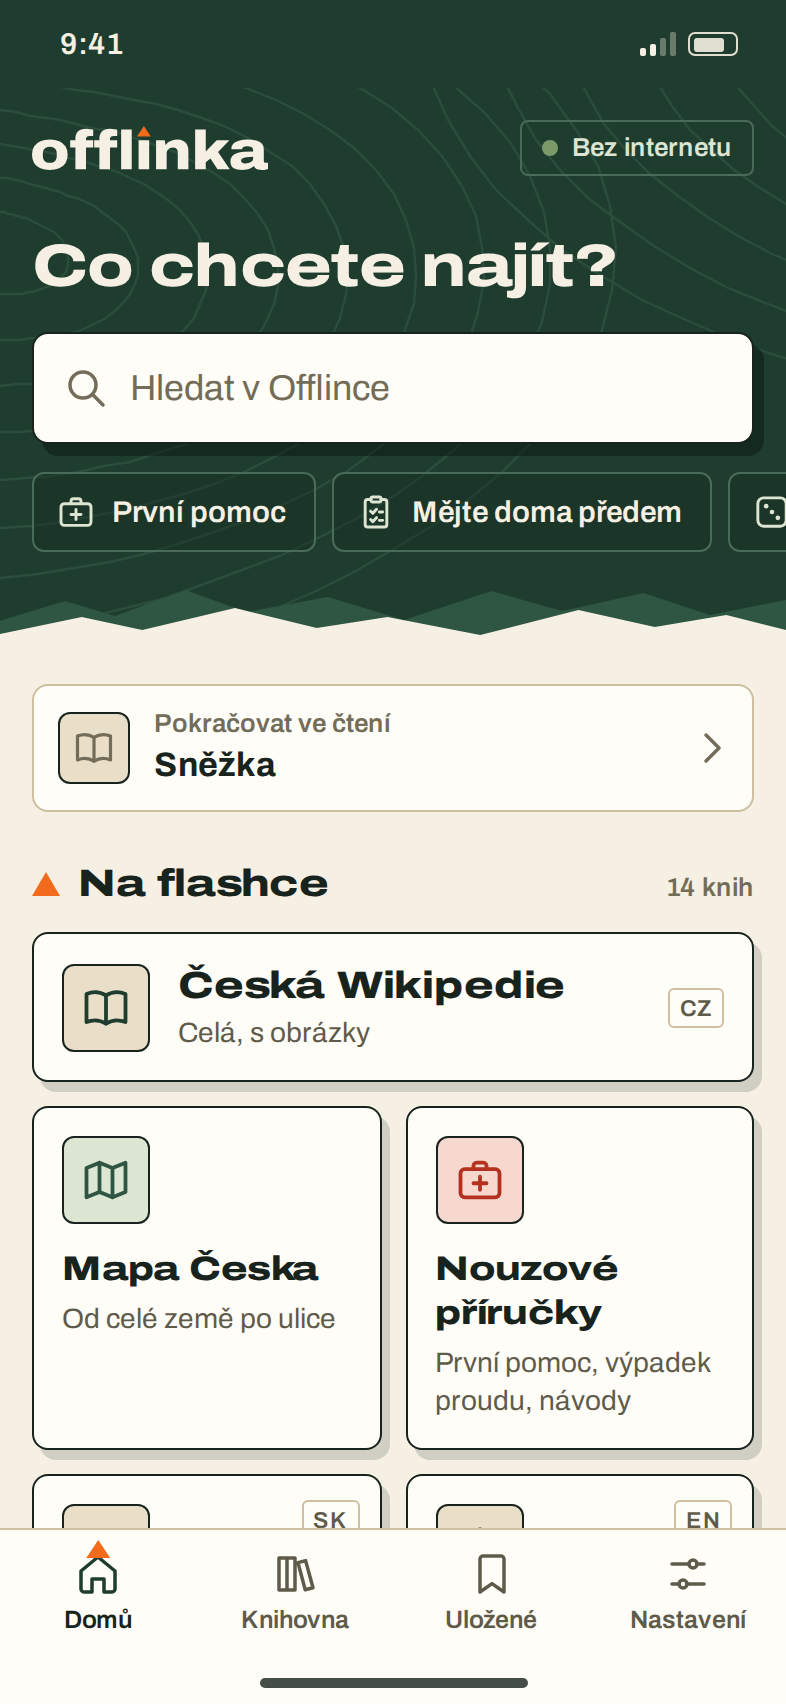 9:41
offlinka
Bez internetu
Co chcete najít?
Hledat v Offlince
První pomoc
Mějte doma předem
Pokračovat ve čtení
Sněžka
Na flashce
14 knih
Česká Wikipedie
Celá, s obrázky
CZ
Mapa Česka
Od celé země po ulice
Nouzové
příručky
První pomoc, výpadek
proudu, návody
SK
EN
Domů
Knihovna
Uložené
Nastavení